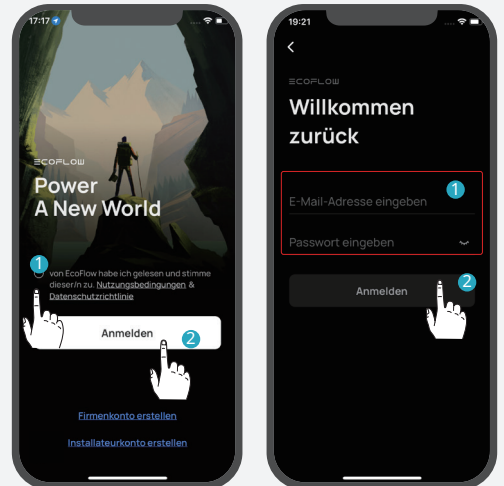 17:17
ECOFLOW
Power
A New World
1
von EcoFlow habe ich gelesen und stimme
dieser/n zu. Nutzungsbedingungen &
Datenschutzrichtlinie
Anmelden
2
Firmenkonto erstellen
Installateurkonto erstellen
19:21
ECOFLOW
Willkommen
zurück
1
E-Mail-Adresse eingeben
Passwort eingeben
Anmelden
2